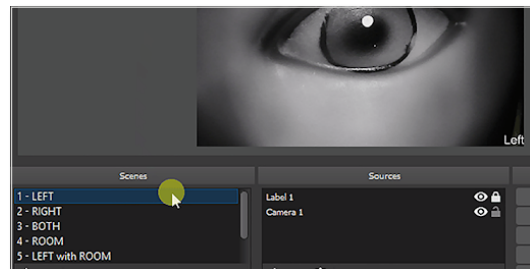 Left
Scenes
Sources
1 - LEFT
2 - RIGHT
3 - BOTH
4 - ROOM
5 - LEFT with ROOM
Label 1
Camera 1